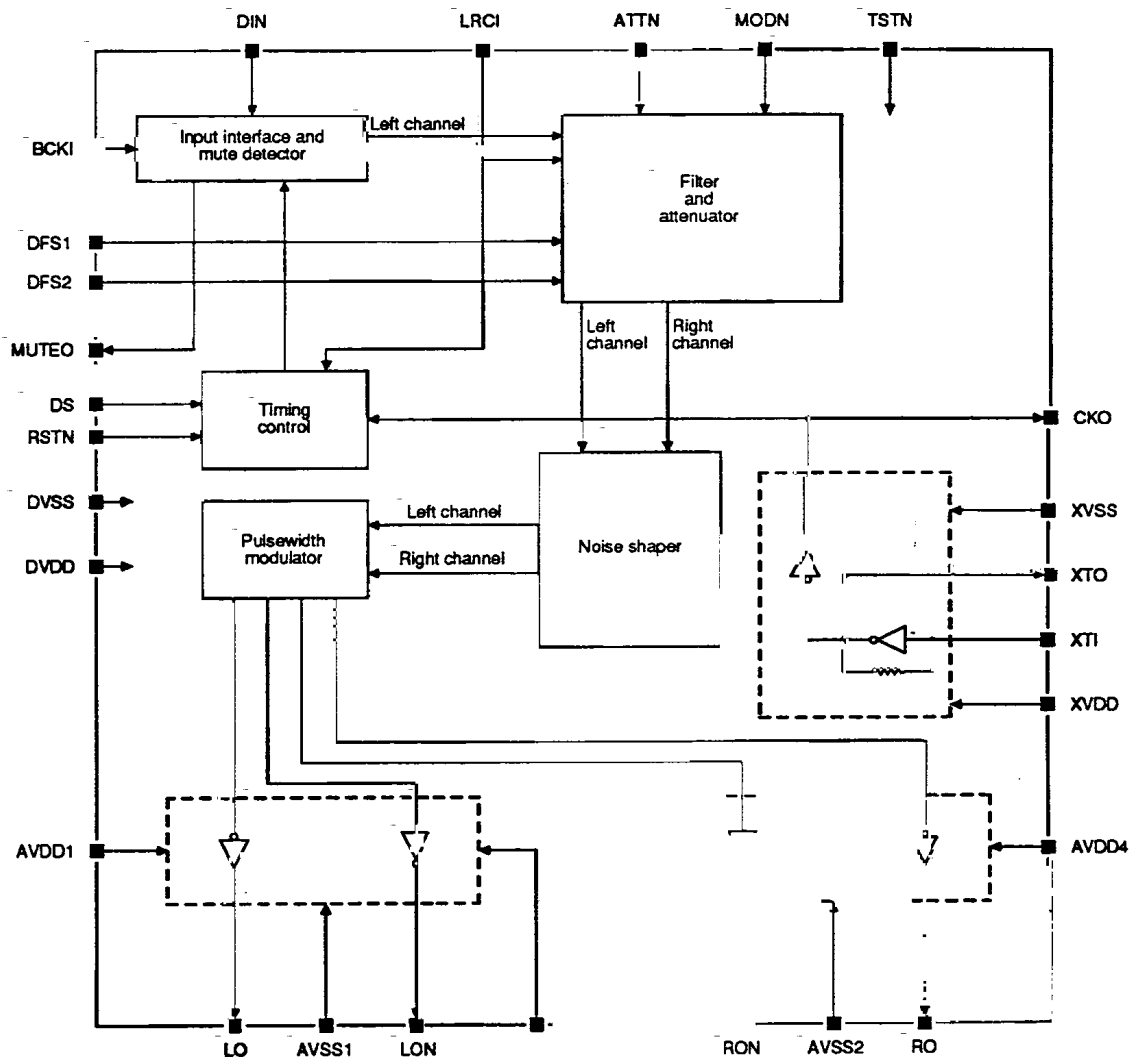 DIN
LRCI
ATTN
MODN
TSTN
BCKI
Input interface and
mute detector
Left channel
Filter
and
attenuator
DFS1
DFS2
MUTEO
Left
channel
Right
channel
DS
RSTN
Timing
control
CKO
DVSS
DVDD
Pulsewidth
modulator
Left channel
Right channel
Noise shaper
XVSS
XTO
XTI
XVDD
AVDD1
AVDD4
LO
AVSS1
LON
RON
AVSS2
RO